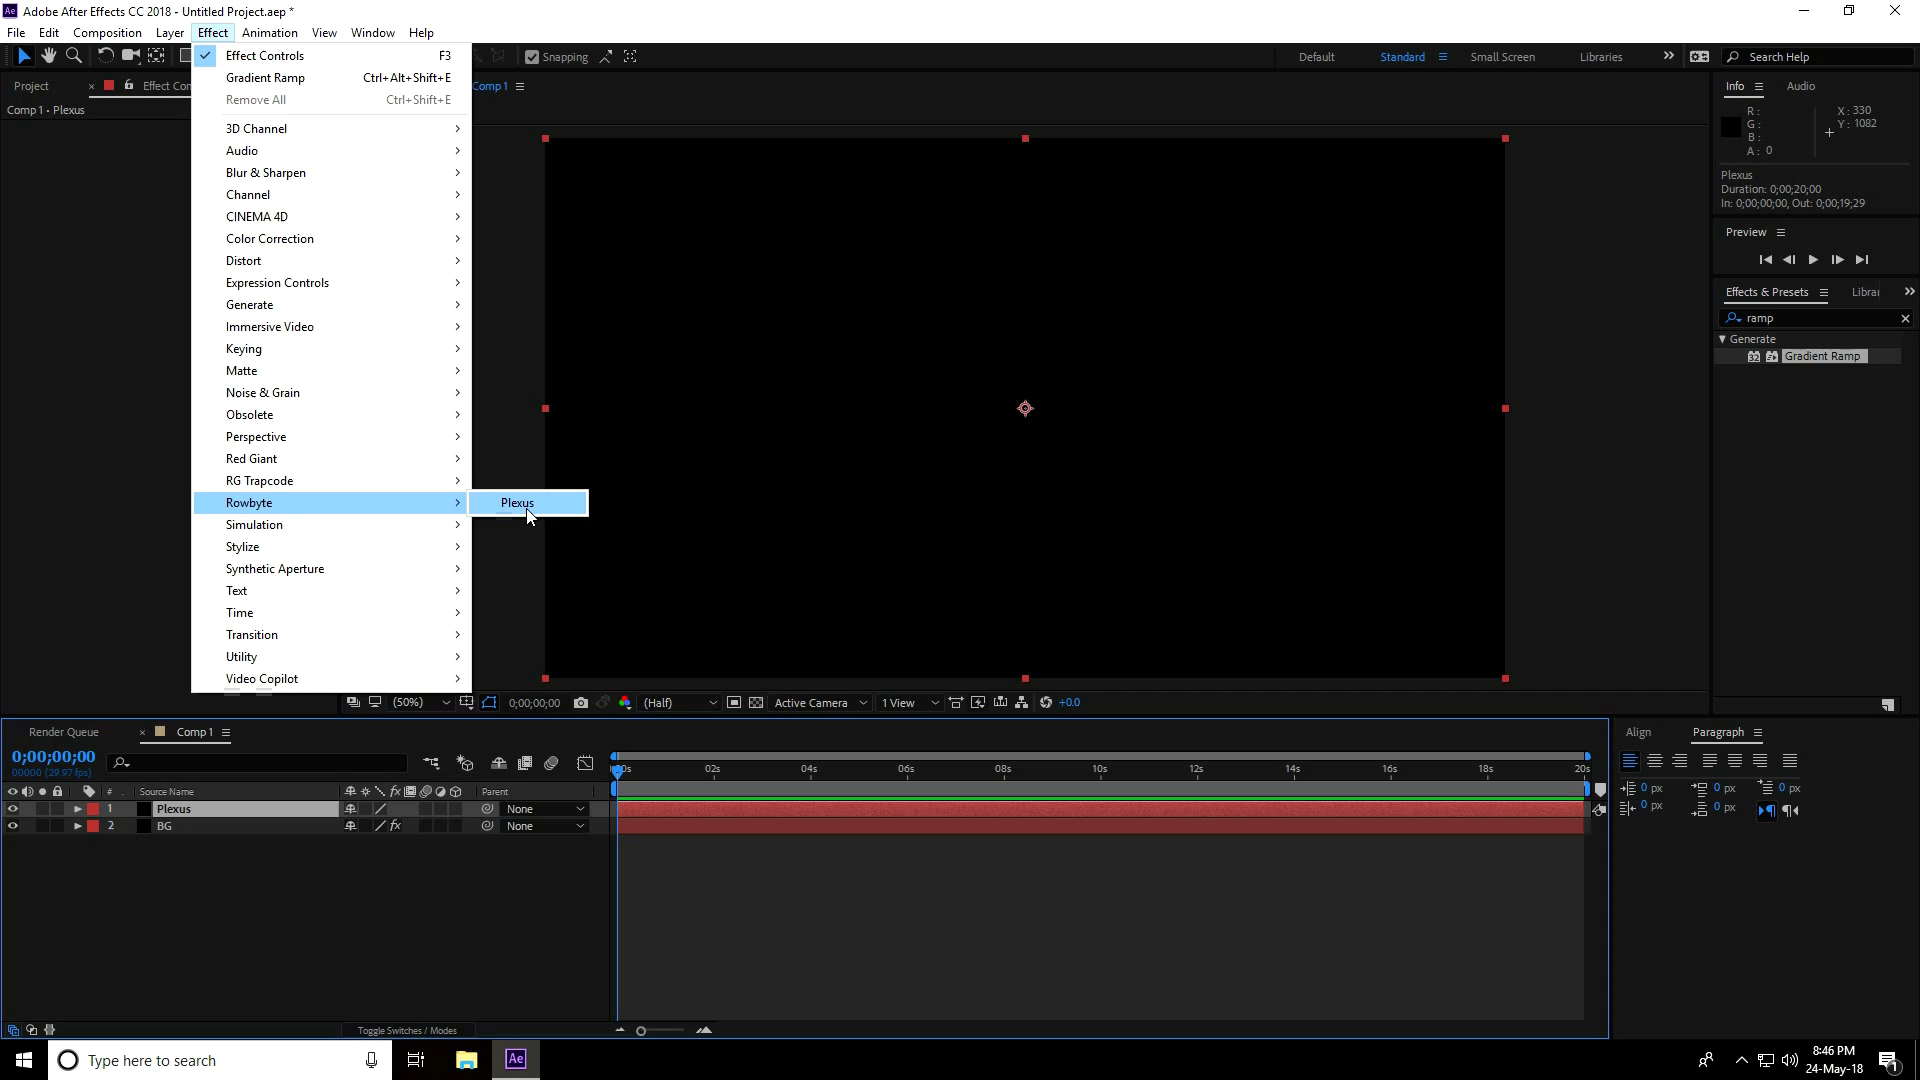 Adobe After Effects CC 2018 - Untitled Project.aep *
File Edit Composition Layer Effect Animation View Window Help
Snapping
Default Standard Small Screen Libraries
Search Help
Project
Effect Con
Comp 1 • Plexus
Comp 1
Effect Controls F3
Gradient Ramp Ctrl+Alt+Shift+E
Remove All Ctrl+Shift+E
3D Channel
Audio
Blur & Sharpen
Channel
CINEMA 4D
Color Correction
Distort
Expression Controls
Generate
Immersive Video
Keying
Matte
Noise & Grain
Obsolete
Perspective
Red Giant
RG Trapcode
Rowbyte
Plexus
Simulation
Stylize
Synthetic Aperture
Text
Time
Transition
Utility
Video Copilot
Info Audio
R: X: 330
G: Y: 1082
B:
A: 0
Plexus
Duration: 0;00;20;00
In: 0;00;00;00, Out: 0;00;19;29
Preview
Effects & Presets Librar
ramp
Generate
32 Gradient Ramp
(50%) 0;00;00;00 (Half) Active Camera 1 View +0.0
Render Queue Comp 1
0;00;00;00
00000 (29.97 fps)
02s 04s 06s 08s 10s 12s 14s 16s 18s 20s
# Source Name fx Parent
1 Plexus None
2 BG fx None
Toggle Switches / Modes
Align Paragraph
0 px 0 px 0 px
0 px 0 px
Type here to search
Ae
8:46 PM
24-May-18
1